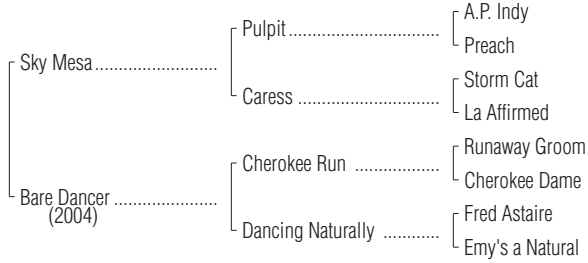 A.P. Indy
Pulpit
Preach
Sky Mesa
Storm Cat
Caress
La Affirmed
Runaway Groom
Cherokee Run
Cherokee Dame
Bare Dancer
(2004)
Fred Astaire
Dancing Naturally
Emy's a Natural